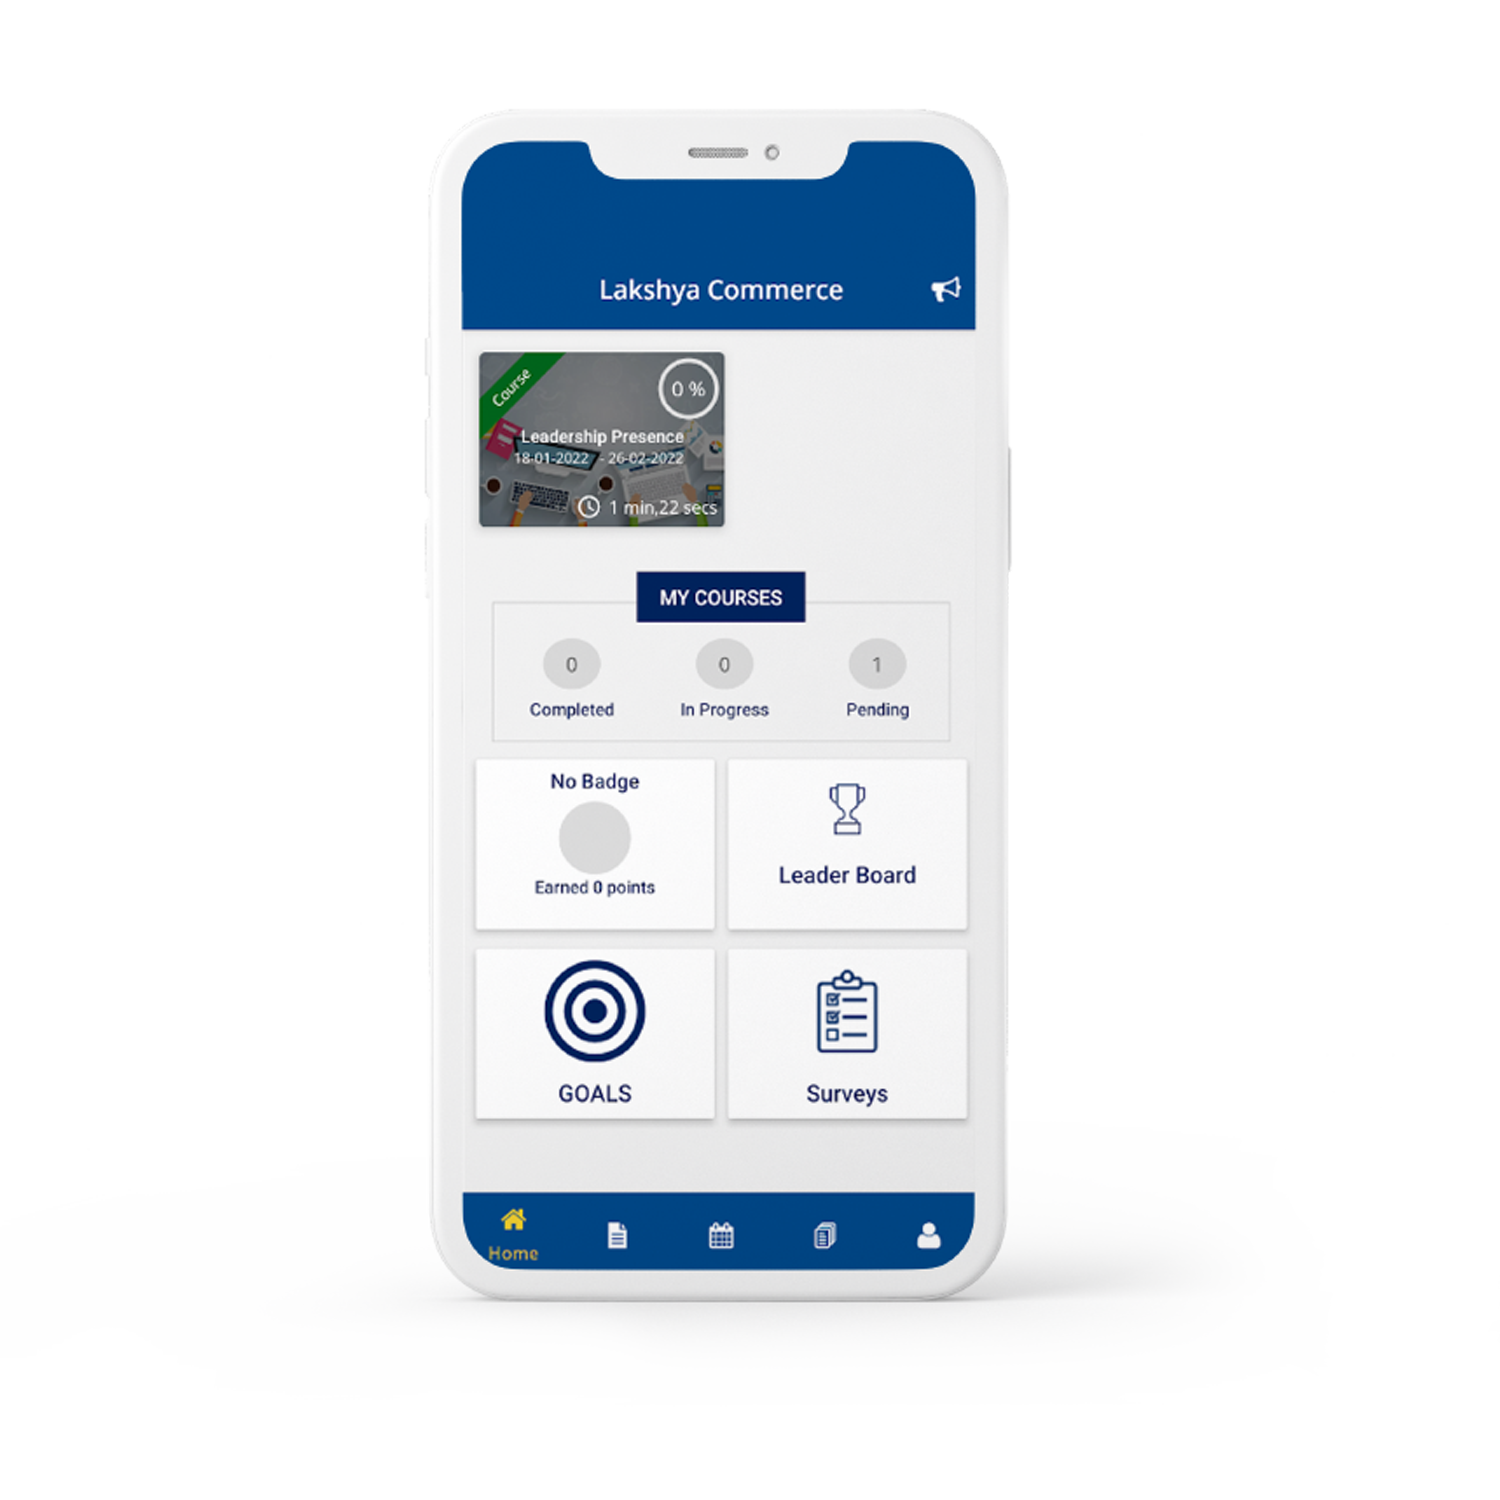 Lakshya Commerce
Course
0 %
Leadership Presence
18-01-2022 - 26-02-2022
1 min,22 secs
MY COURSES
0 0 1
Completed In Progress Pending
No Badge
Earned 0 points
Leader Board
GOALS
Surveys
Home